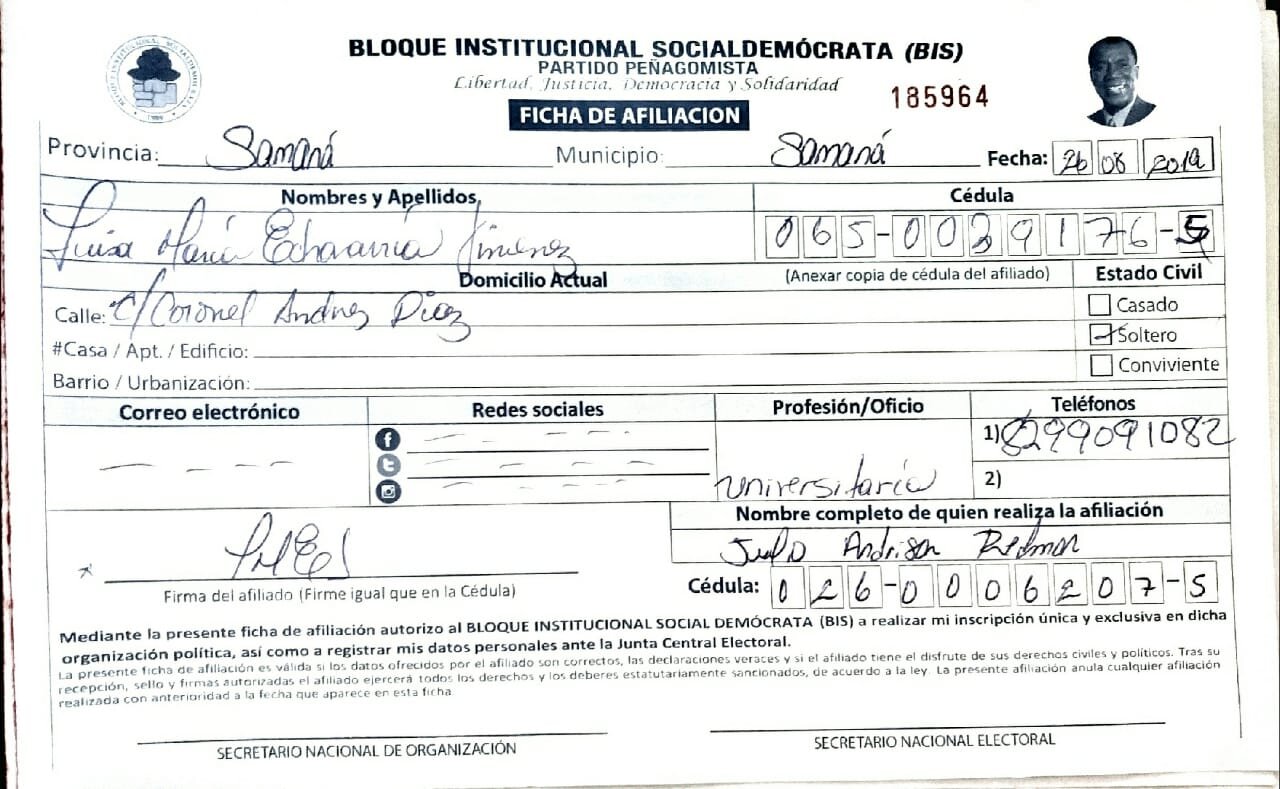 BLOQUE INSTITUCIONAL SOCIALDEMÓCRATA (BIS)
PARTIDO PEÑAGOMISTA
Libertad, Justicia, Democracia y Solidaridad
185964
FICHA DE AFILIACION
Provincia: Samaná Municipio: Samaná Fecha: 26 08 2019
Nombres y Apellidos Cédula
Luisa María Echavarría Jimenez 065-0039176-5
Domicilio Actual (Anexar copia de cédula del afiliado) Estado Civil
Calle: C/Coronel Andres Diaz Casado
#Casa / Apt. / Edificio: Soltero
Barrio / Urbanización: Conviviente
Correo electrónico Redes sociales Profesión/Oficio Teléfonos
1) 8299091082
universitaria 2)
Nombre completo de quien realiza la afiliación
Julio Andrison
Firma del afiliado (Firme igual que en la Cédula) Cédula: 026-0006207-5
Mediante la presente ficha de afiliación autorizo al BLOQUE INSTITUCIONAL SOCIAL DEMÓCRATA (BIS) a realizar mi inscripción única y exclusiva en dicha
organización política, así como a registrar mis datos personales ante la Junta Central Electoral.
La presente ficha de afiliación es válida si los datos ofrecidos por el afiliado son correctos, las declaraciones veraces y si el afiliado tiene el disfrute de sus derechos civiles y políticos. Tras su
recepción, sello y firmas autorizadas el afiliado ejercerá todos los derechos y los deberes estatutariamente sancionados, de acuerdo a la ley. La presente afiliación anula cualquier afiliación
realizada con anterioridad a la fecha que aparece en esta ficha
SECRETARIO NACIONAL DE ORGANIZACIÓN SECRETARIO NACIONAL ELECTORAL